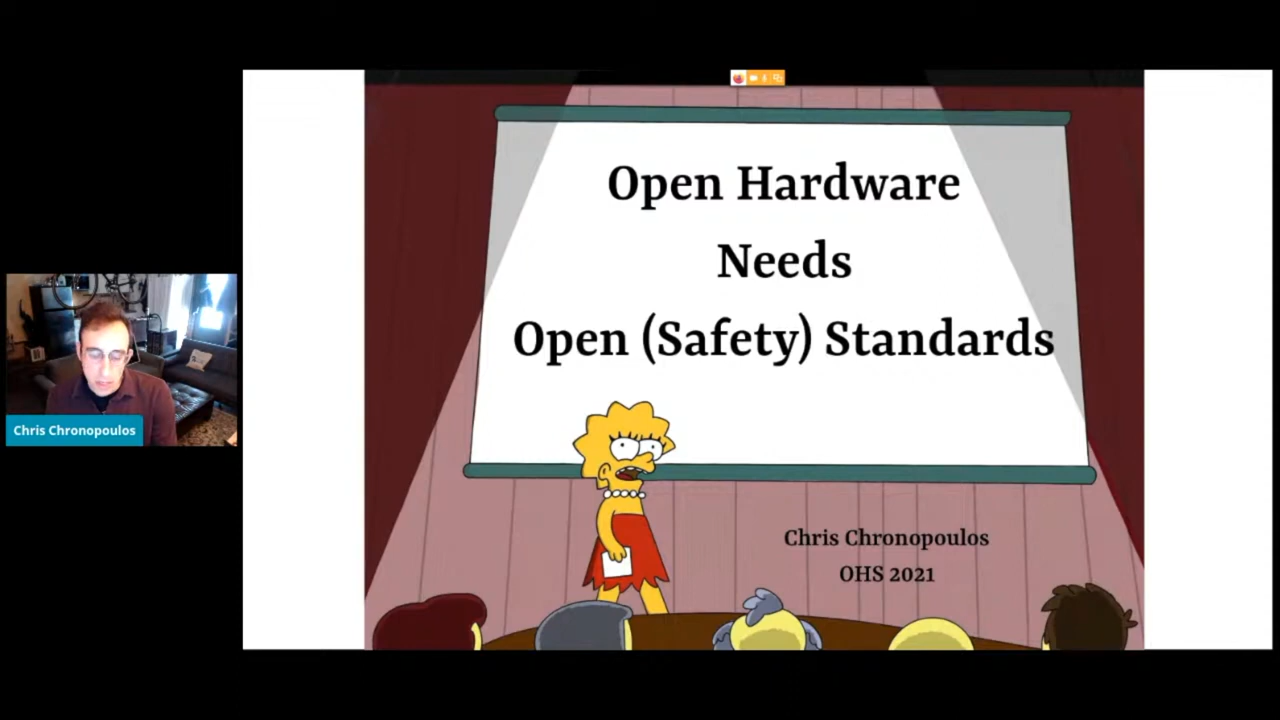 Open Hardware
Needs
Open (Safety) Standards
Chris Chronopoulos
OHS 2021
Chris Chronopoulos